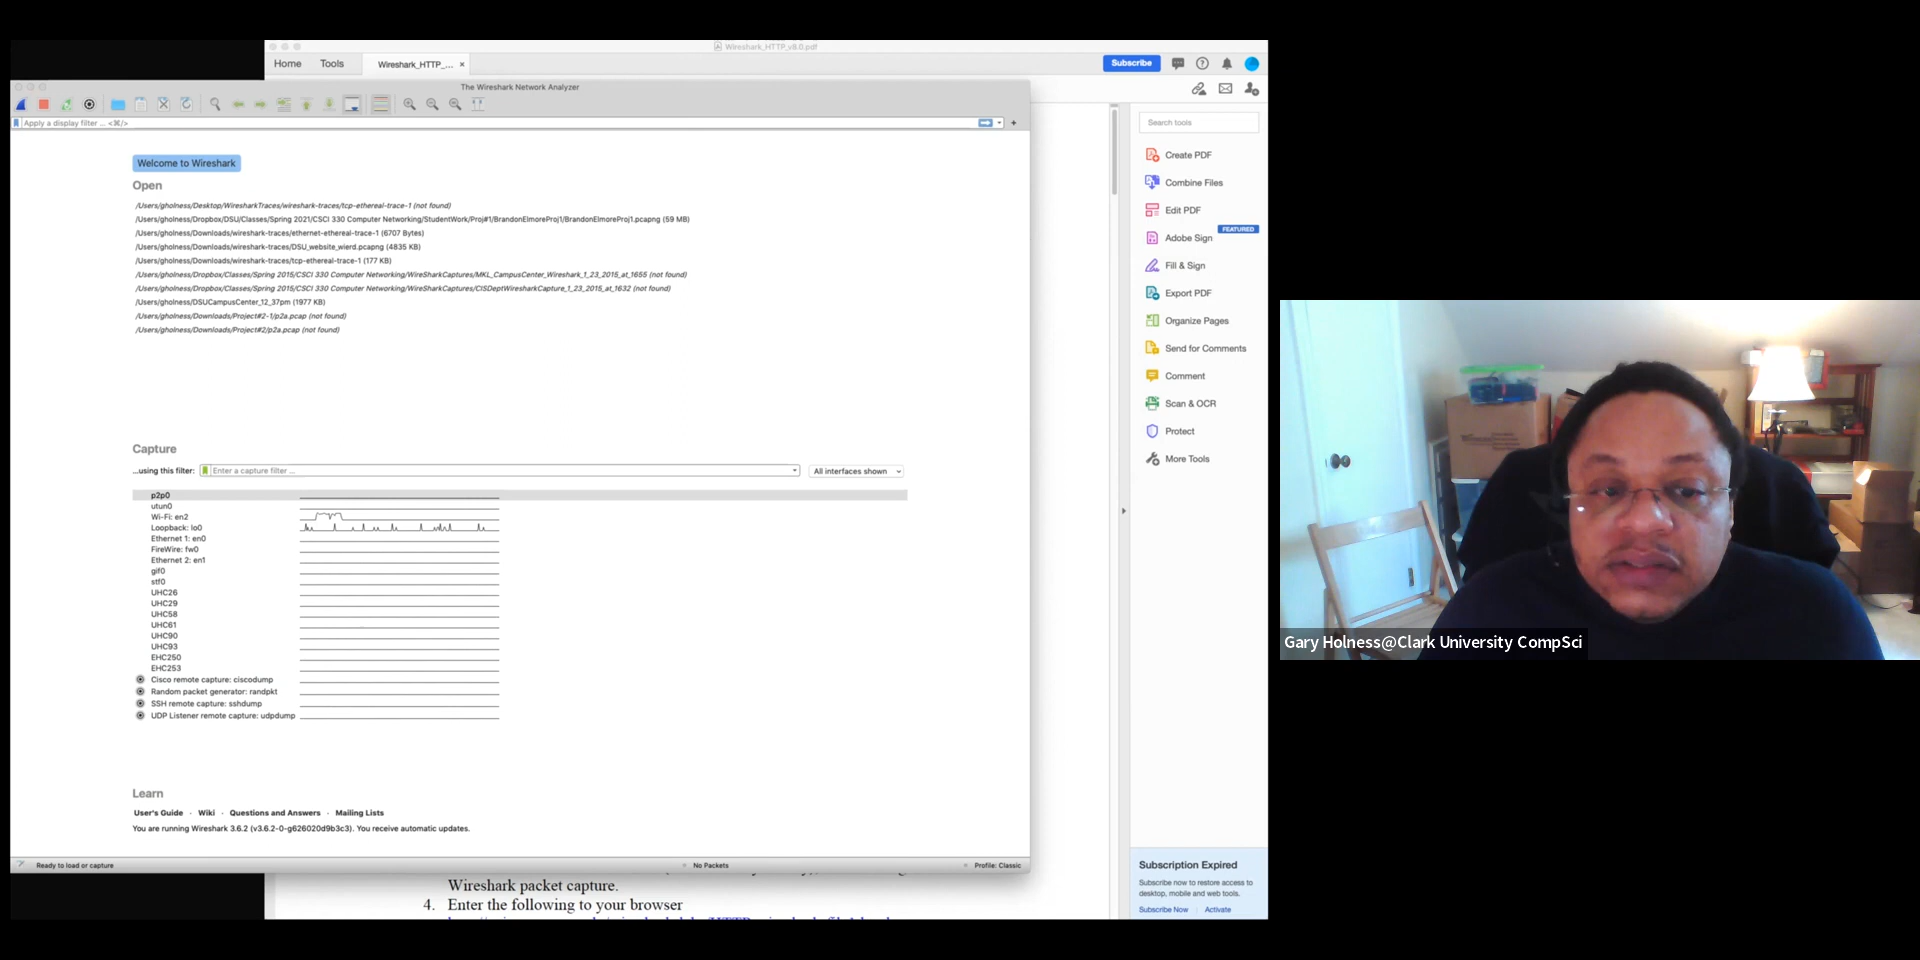 Wireshark_HTTP_v8.0.pdf
Home
Tools
Wireshark_HTTP_... ×
Subscribe
The Wireshark Network Analyzer
Apply a display filter ... <⌘/>
+
Welcome to Wireshark
Open
/Users/gholness/Desktop/WiresharkTraces/wireshark-traces/tcp-ethereal-trace-1 (not found)
/Users/gholness/Dropbox/DSU/Classes/Spring 2021/CSCI 330 Computer Networking/StudentWork/Proj#1/BrandonElmoreProj1/BrandonElmoreProj1.pcapng (59 MB)
/Users/gholness/Downloads/wireshark-traces/ethernet-ethereal-trace-1 (6707 Bytes)
/Users/gholness/Downloads/wireshark-traces/DSU_website_wierd.pcapng (4835 KB)
/Users/gholness/Downloads/wireshark-traces/tcp-ethereal-trace-1 (177 KB)
/Users/gholness/Dropbox/Classes/Spring 2015/CSCI 330 Computer Networking/WireSharkCaptures/MKL_CampusCenter_Wireshark_1_23_2015_at_1655 (not found)
/Users/gholness/Dropbox/Classes/Spring 2015/CSCI 330 Computer Networking/WireSharkCaptures/CISDeptWiresharkCapture_1_23_2015_at_1632 (not found)
/Users/gholness/DSUCampusCenter_12_37pm (1977 KB)
/Users/gholness/Downloads/Project#2-1/p2a.pcap (not found)
/Users/gholness/Downloads/Project#2/p2a.pcap (not found)
Capture
...using this filter:
Enter a capture filter ...
All interfaces shown
p2p0
utun0
Wi-Fi: en2
Loopback: lo0
Ethernet 1: en0
FireWire: fw0
Ethernet 2: en1
gif0
stf0
UHC26
UHC29
UHC58
UHC61
UHC90
UHC93
EHC250
EHC253
Cisco remote capture: ciscodump
Random packet generator: randpkt
SSH remote capture: sshdump
UDP Listener remote capture: udpdump
Learn
User's Guide · Wiki · Questions and Answers · Mailing Lists
You are running Wireshark 3.6.2 (v3.6.2-0-g626020d9b3c3). You receive automatic updates.
Ready to load or capture
No Packets
Profile: Classic
Wireshark packet capture.
4. Enter the following to your browser
Search tools
Create PDF
Combine Files
Edit PDF
FEATURED
Adobe Sign
Fill & Sign
Export PDF
Organize Pages
Send for Comments
Comment
Scan & OCR
Protect
More Tools
Subscription Expired
Subscribe now to restore access to
desktop, mobile and web tools.
Subscribe Now
Activate
Gary Holness@Clark University CompSci